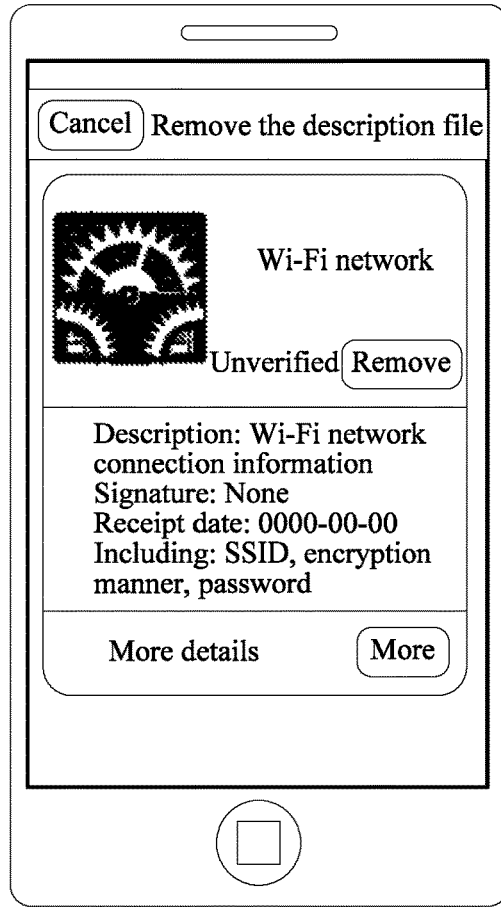 Cancel Remove the description file
Wi-Fi network
Unverified Remove
Description: Wi-Fi network
connection information
Signature: None
Receipt date: 0000-00-00
Including: SSID, encryption
manner, password
More details More